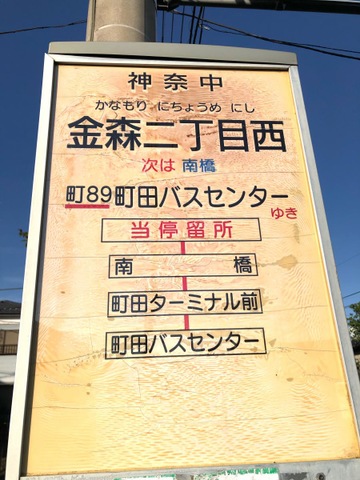 神奈中
かなもり にちょうめ にし
金森二丁目西
次は 南橋
町89町田バスセンター
ゆき
当停留所
南橋
町田ターミナル前
町田バスセンター